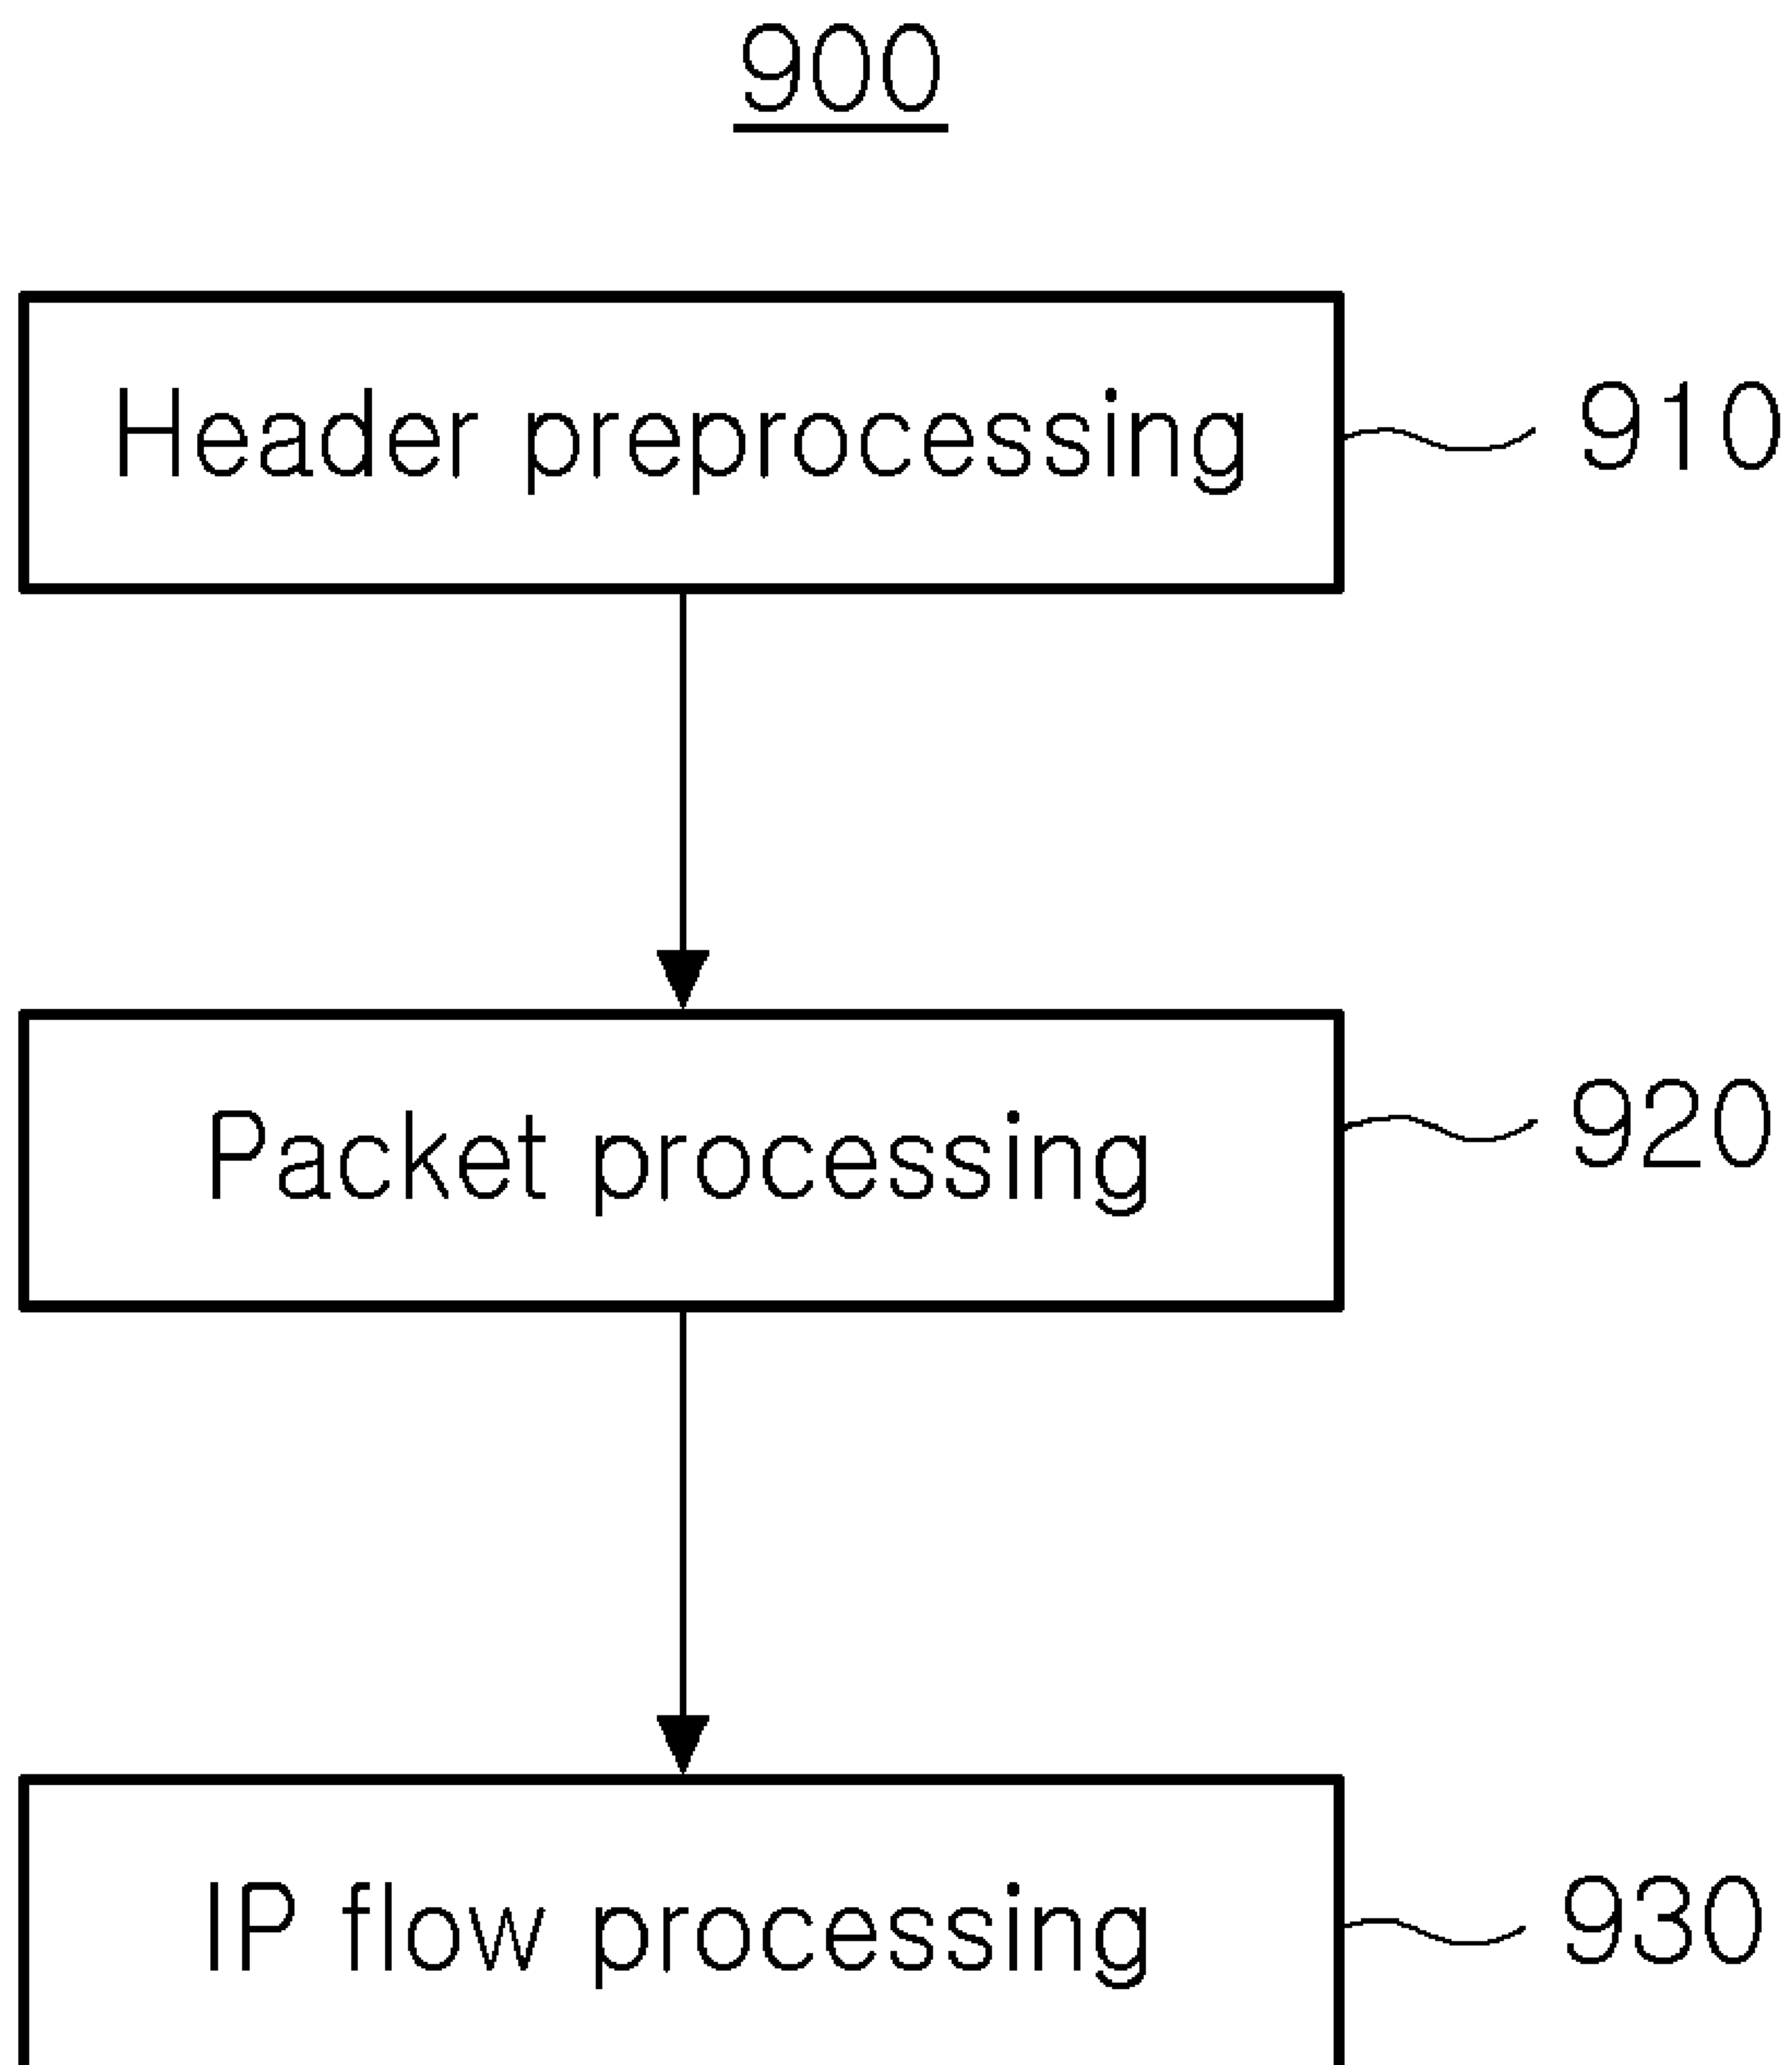 900
Header preprocessing 910
Packet processing 920
IP flow processing 930